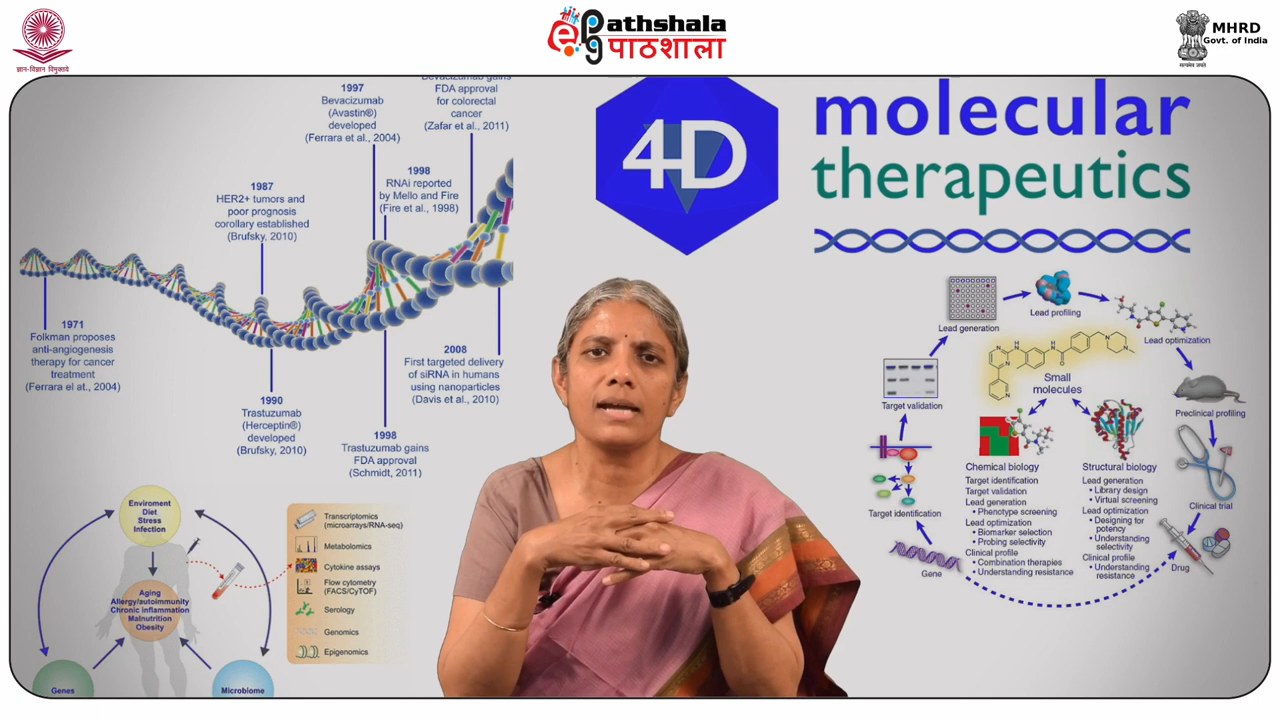 ज्ञान-विज्ञान विमुक्तये
epathshala
पाठशाला
MHRD
Govt. of India
सत्यमेव जयते
1997
Bevacizumab
(Avastin®)
developed
(Ferrara et al., 2004)
Bevacizumab gains
FDA approval
for colorectal
cancer
(Zafar et al., 2011)
1987
HER2+ tumors and
poor prognosis
corollary established
(Brufsky, 2010)
1998
RNAi reported
by Mello and Fire
(Fire et al., 1998)
1971
Folkman proposes
anti-angiogenesis
therapy for cancer
treatment
(Ferrara el at., 2004)
1990
Trastuzumab
(Herceptin®)
developed
(Brufsky, 2010)
1998
Trastuzumab gains
FDA approval
(Schmidt, 2011)
2008
First targeted delivery
of siRNA in humans
using nanoparticles
(Davis et al., 2010)
4D
molecular
therapeutics
Lead generation
Lead profiling
Lead optimization
Target validation
Small
molecules
Preclinical profiling
Target identification
Clinical trial
Gene
Drug
Chemical biology
Target identification
Target validation
Lead generation
• Phenotype screening
Lead optimization
• Biomarker selection
• Probing selectivity
Clinical profile
• Combination therapies
• Understanding resistance
Structural biology
Lead generation
• Library design
• Virtual screening
Lead optimization
• Designing for
potency
• Understanding
selectivity
Clinical profile
• Understanding
resistance
Enviroment
Diet
Stress
Infection
Aging
Allergy/autoimmunity
Chronic inflammation
Malnutrition
Obesity
Genes
Microbiome
Transcriptomics
(microarrays/RNA-seq)
Metabolomics
Cytokine assays
Flow cytometry
(FACS/CyTOF)
Serology
Genomics
Epigenomics